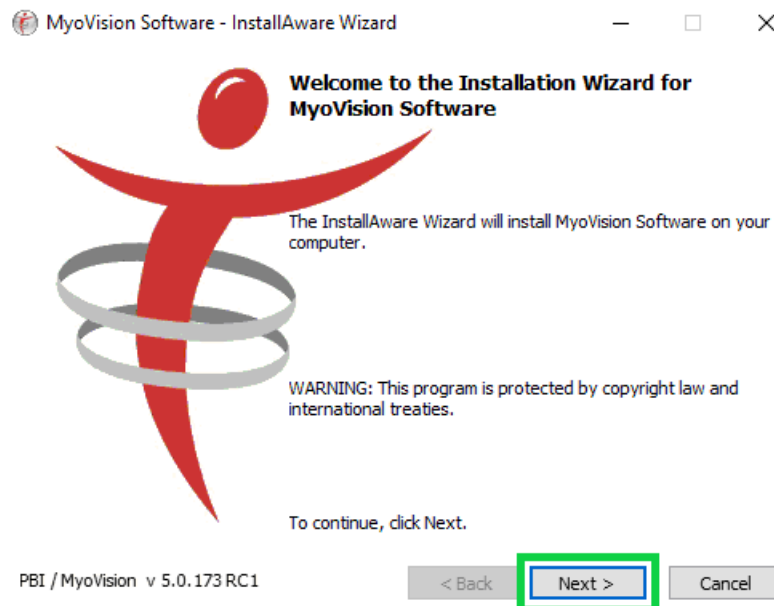 MyoVision Software - InstallAware Wizard
Welcome to the Installation Wizard for
MyoVision Software
The InstallAware Wizard will install MyoVision Software on your
computer.
WARNING: This program is protected by copyright law and
international treaties.
To continue, click Next.
PBI / MyoVision v 5.0.173 RC1
< Back
Next >
Cancel